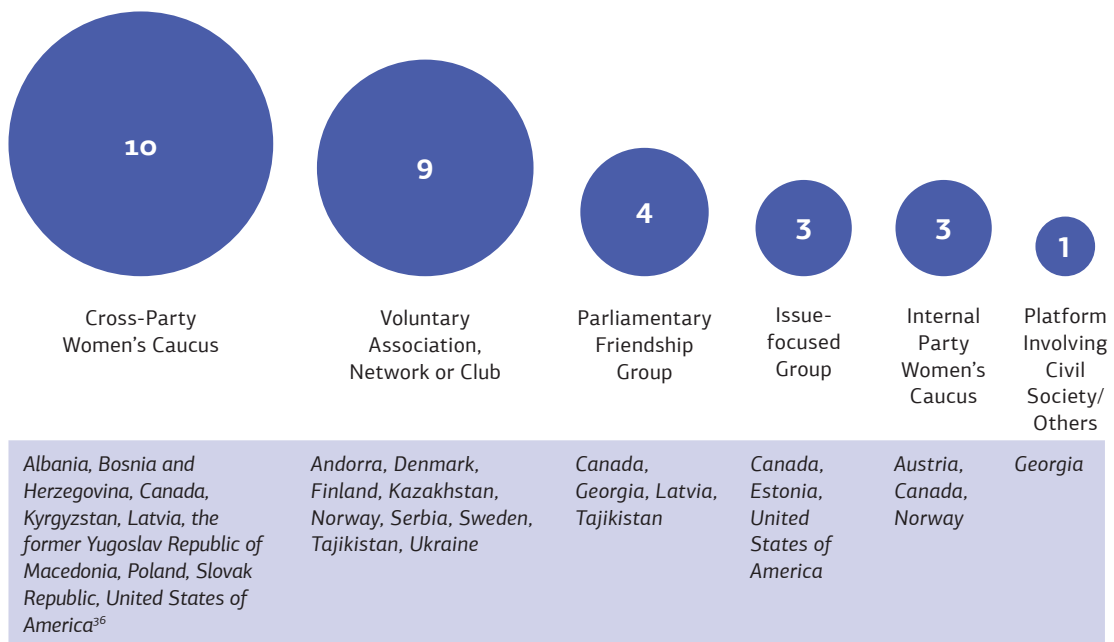 10
9
4
3
3
1
Cross-Party
Women's Caucus
Voluntary
Association,
Network or Club
Parliamentary
Friendship
Group
Issue-
focused
Group
Internal
Party
Women's
Caucus
Platform
Involving
Civil
Society/
Others
Albania, Bosnia and
Herzegovina, Canada,
Kyrgyzstan, Latvia, the
former Yugoslav Republic of
Macedonia, Poland, Slovak
Republic, United States of
America³⁶
Andorra, Denmark,
Finland, Kazakhstan,
Norway, Serbia, Sweden,
Tajikistan, Ukraine
Canada,
Georgia, Latvia,
Tajikistan
Canada,
Estonia,
United
States of
America
Austria,
Canada,
Norway
Georgia